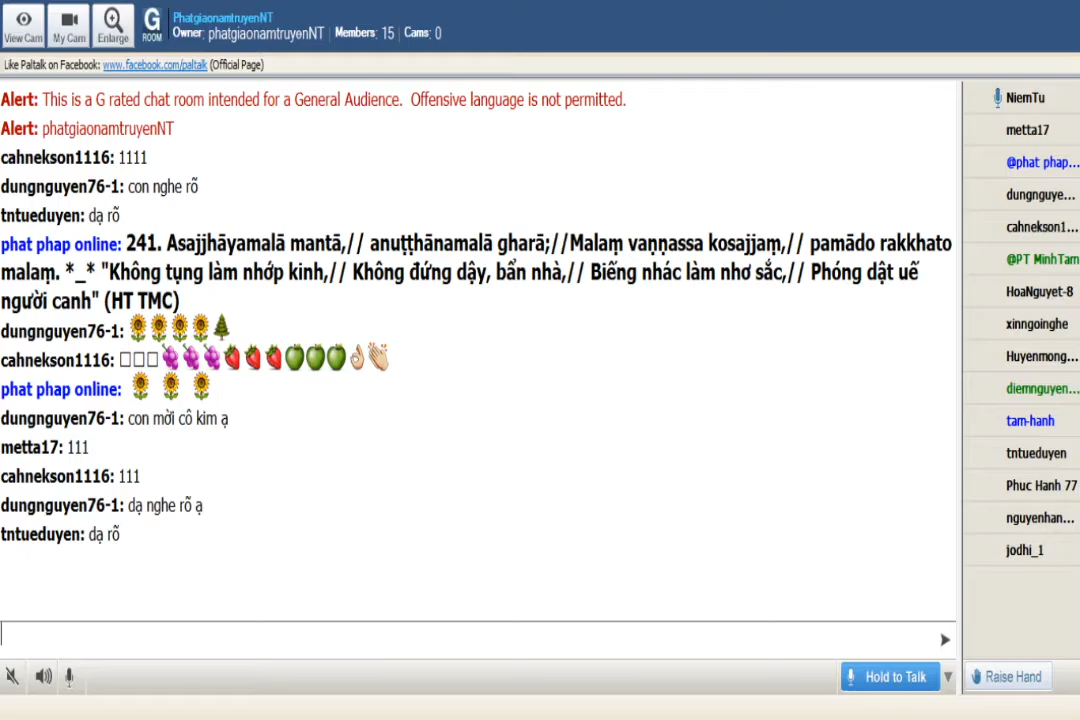 View Cam
My Cam
Enlarge
G
ROOM
PhatgiaonamtruyenNT
Owner: phatgiaonamtruyenNT | Members: 15 | Cams: 0
Like Paltalk on Facebook: www.facebook.com/paltalk (Official Page)
Alert: This is a G rated chat room intended for a General Audience. Offensive language is not permitted.
Alert: phatgiaonamtruyenNT
cahnekson1116: 1111
dungnguyen76-1: con nghe rõ
tntueduyen: dạ rõ
phat phap online: 241. Asajjhāyamalā mantā,// anuṭṭhānamalā gharā;//Malaṃ vaṇṇassa kosajjaṃ,// pamādo rakkhato
malaṃ. *_* "Không tụng làm nhớp kinh,// Không đứng dậy, bẩn nhà,// Biếng nhác làm nhơ sắc,// Phóng dật uế
người canh" (HT TMC)
dungnguyen76-1: 🌻🌻🌻🌻🌲
cahnekson1116: □□□🍇🍇🍇🍓🍓🍓🍏🍏🍏👌👏
phat phap online: 🌻 🌻 🌻
dungnguyen76-1: con mời cô kim ạ
metta17: 111
cahnekson1116: 111
dungnguyen76-1: dạ nghe rõ ạ
tntueduyen: dạ rõ
Hold to Talk
NiemTu
metta17
@phat phap...
dungnguye...
cahnekson1...
@PT MinhTam
HoaNguyet-8
xinngoinghe
Huyenmong...
diemnguyen...
tam-hanh
tntueduyen
Phuc Hanh 77
nguyenhan...
jodhi_1
Raise Hand